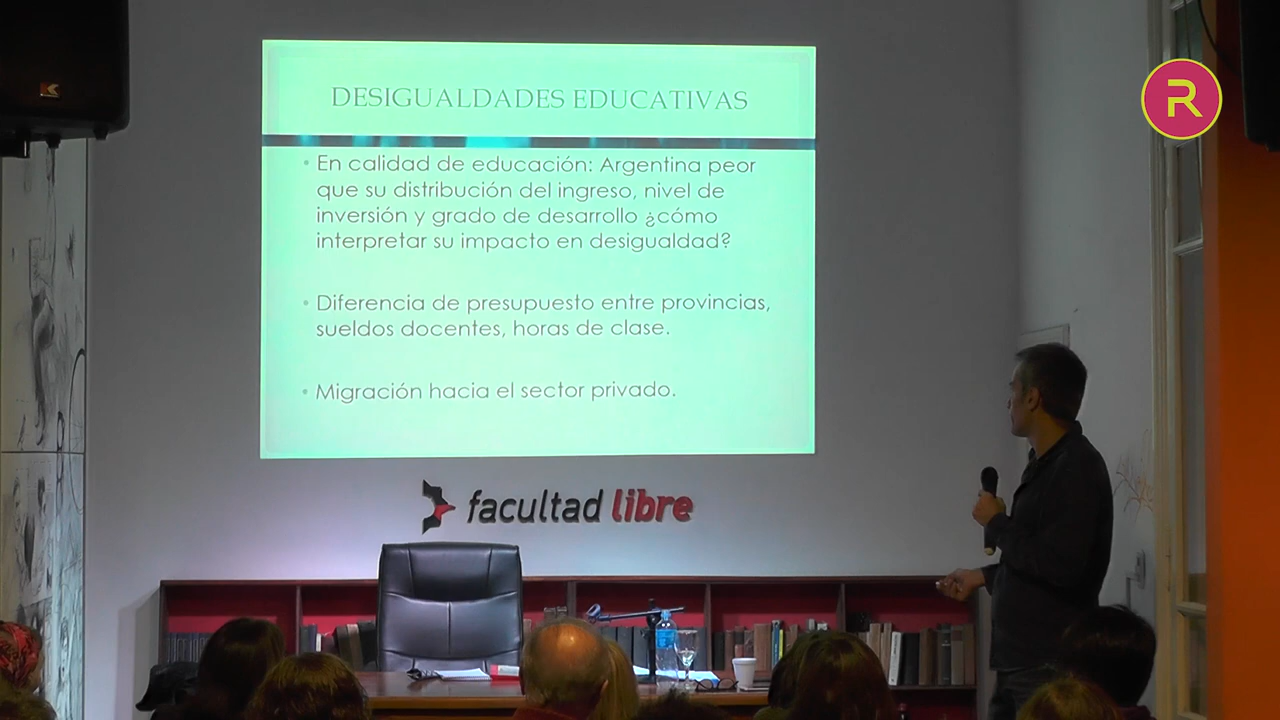 DESIGUALDADES EDUCATIVAS
• En calidad de educación: Argentina peor
que su distribución del ingreso, nivel de
inversión y grado de desarrollo ¿cómo
interpretar su impacto en desigualdad?
• Diferencia de presupuesto entre provincias,
sueldos docentes, horas de clase.
• Migración hacia el sector privado.
facultad libre
R